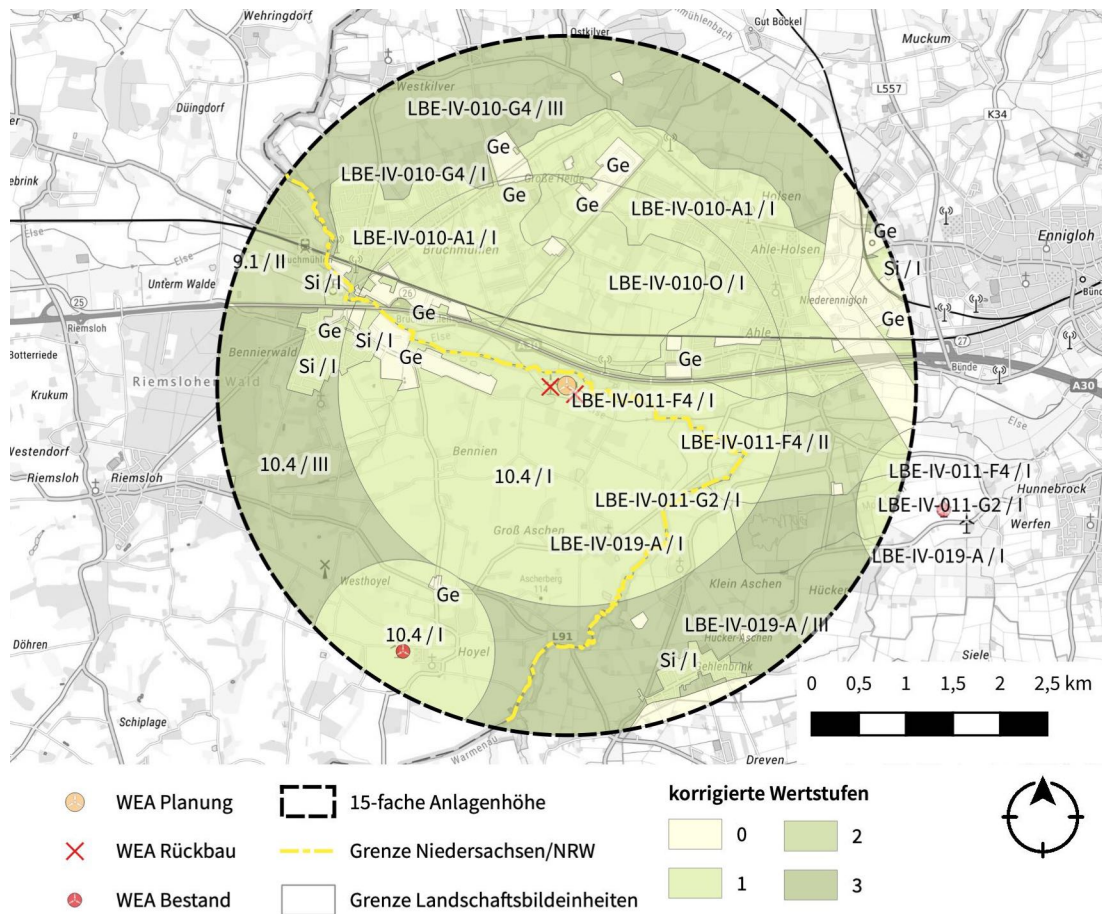 Wehringdorf
Ostkilver
Gut Böckel
Muckum
L557
K34
Westkilver
Düingdorf
LBE-IV-010-G4 / III
Ge
Große Heide
Ge
LBE-IV-010-G4 / I
Ge
Ge
LBE-IV-010-A1 / I
Holsen
LBE-IV-010-A1 / I
Bruchmühlen
Ahle-Holsen
Ge
Ennigloh
Else
9.1 / II
Si / I
Si / I
Unterm Walde
LBE-IV-010-O / I
Niederennigloh
25
26
Riemsloh
Ge
Ge
Si / I
Else
Ahle
Ge
27
Bennierwald
Ge
Ge
Bünde
Botterriede
Si / I
Riemsloher Wald
A30
Krukum
LBE-IV-011-F4 / I
Else
Westendorf
Bennien
LBE-IV-011-F4 / II
10.4 / III
10.4 / I
LBE-IV-011-F4 / I
Riemsloh
Riemsloh
Hunnebrock
LBE-IV-011-G2 / I
LBE-IV-011-G2 / I
Werfen
Groß Aschen
LBE-IV-019-A / I
LBE-IV-019-A / I
Westhoyel
Ascherberg
114
Klein Aschen
Hücker
Ge
LBE-IV-019-A / III
Hücker-Aschen
Döhren
10.4 / I
L91
Hoyel
Si / I
Siele
Schiplage
Warmenau
Dreyen
0 0,5 1 1,5 2 2,5 km
WEA Planung
WEA Rückbau
WEA Bestand
15-fache Anlagenhöhe
Grenze Niedersachsen/NRW
Grenze Landschaftsbildeinheiten
korrigierte Wertstufen
0
1
2
3